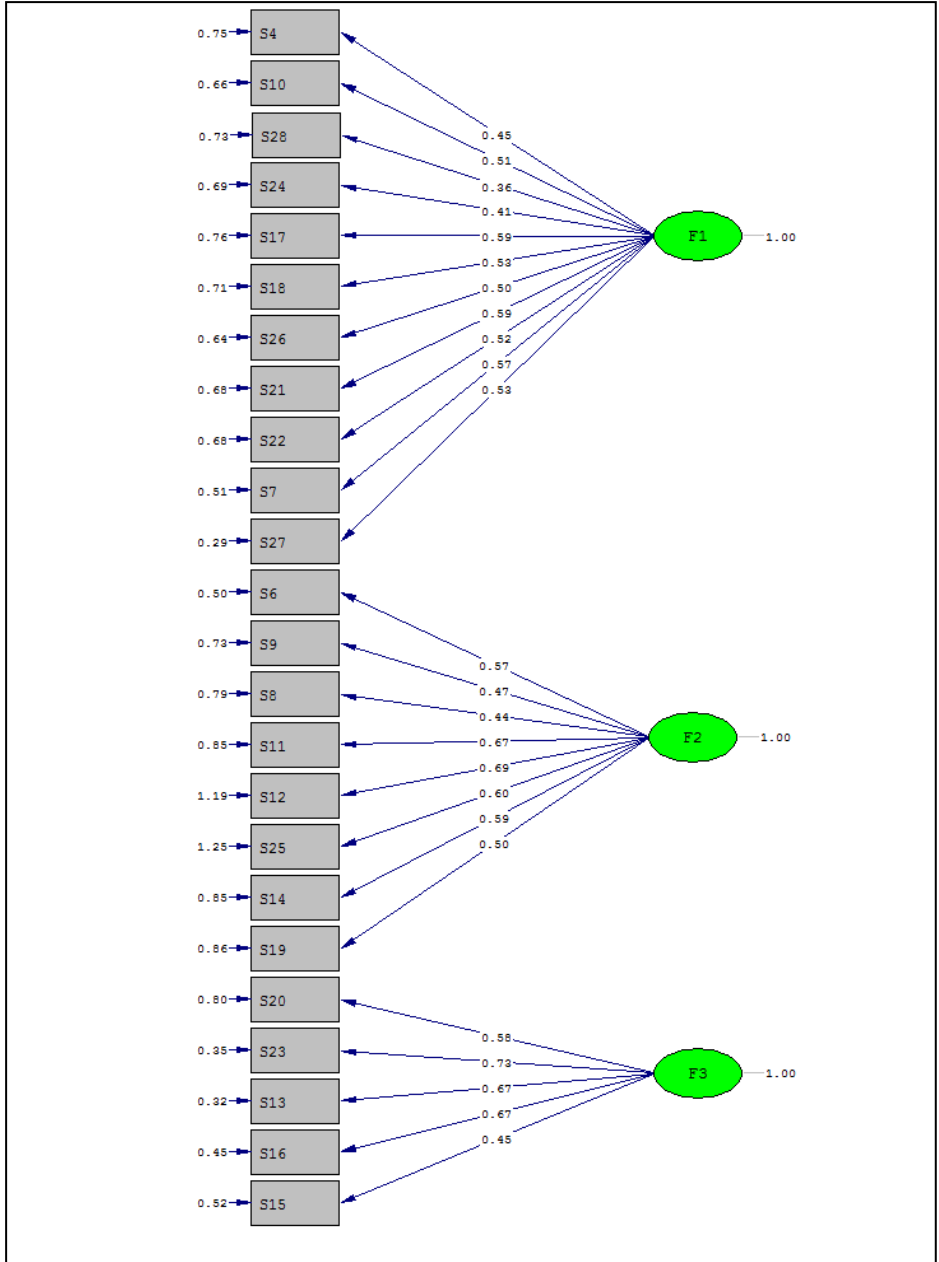 0.75 S4
0.45
0.66 S10
0.51
0.73 S28
0.36
0.69 S24
0.41
0.76 S17
0.59
F1 1.00
0.71 S18
0.53
0.64 S26
0.50
0.68 S21
0.59
0.68 S22
0.52
0.51 S7
0.57
0.29 S27
0.53
0.50 S6
0.57
0.73 S9
0.47
0.79 S8
0.44
0.85 S11
0.67
F2 1.00
1.19 S12
0.69
1.25 S25
0.60
0.85 S14
0.59
0.86 S19
0.50
0.80 S20
0.58
0.35 S23
0.73
F3 1.00
0.32 S13
0.67
0.45 S16
0.67
0.52 S15
0.45